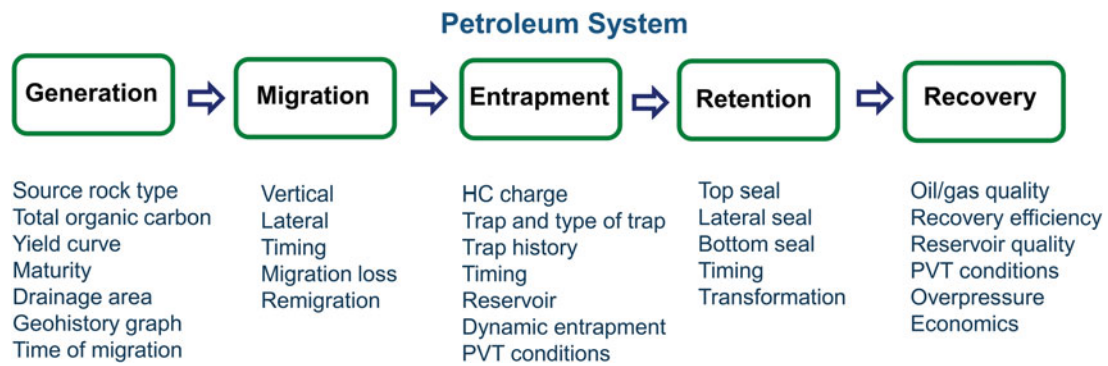 Petroleum System
Generation
Migration
Entrapment
Retention
Recovery
Source rock type
Total organic carbon
Yield curve
Maturity
Drainage area
Geohistory graph
Time of migration
Vertical
Lateral
Timing
Migration loss
Remigration
HC charge
Trap and type of trap
Trap history
Timing
Reservoir
Dynamic entrapment
PVT conditions
Top seal
Lateral seal
Bottom seal
Timing
Transformation
Oil/gas quality
Recovery efficiency
Reservoir quality
PVT conditions
Overpressure
Economics